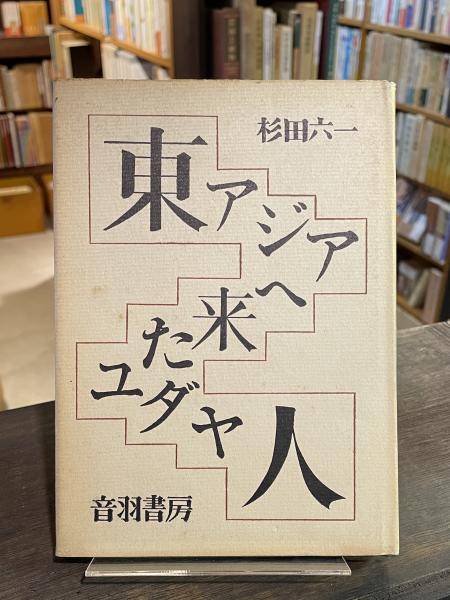 杉田六一
東アジアへ
来た
ユダヤ人
音羽書房